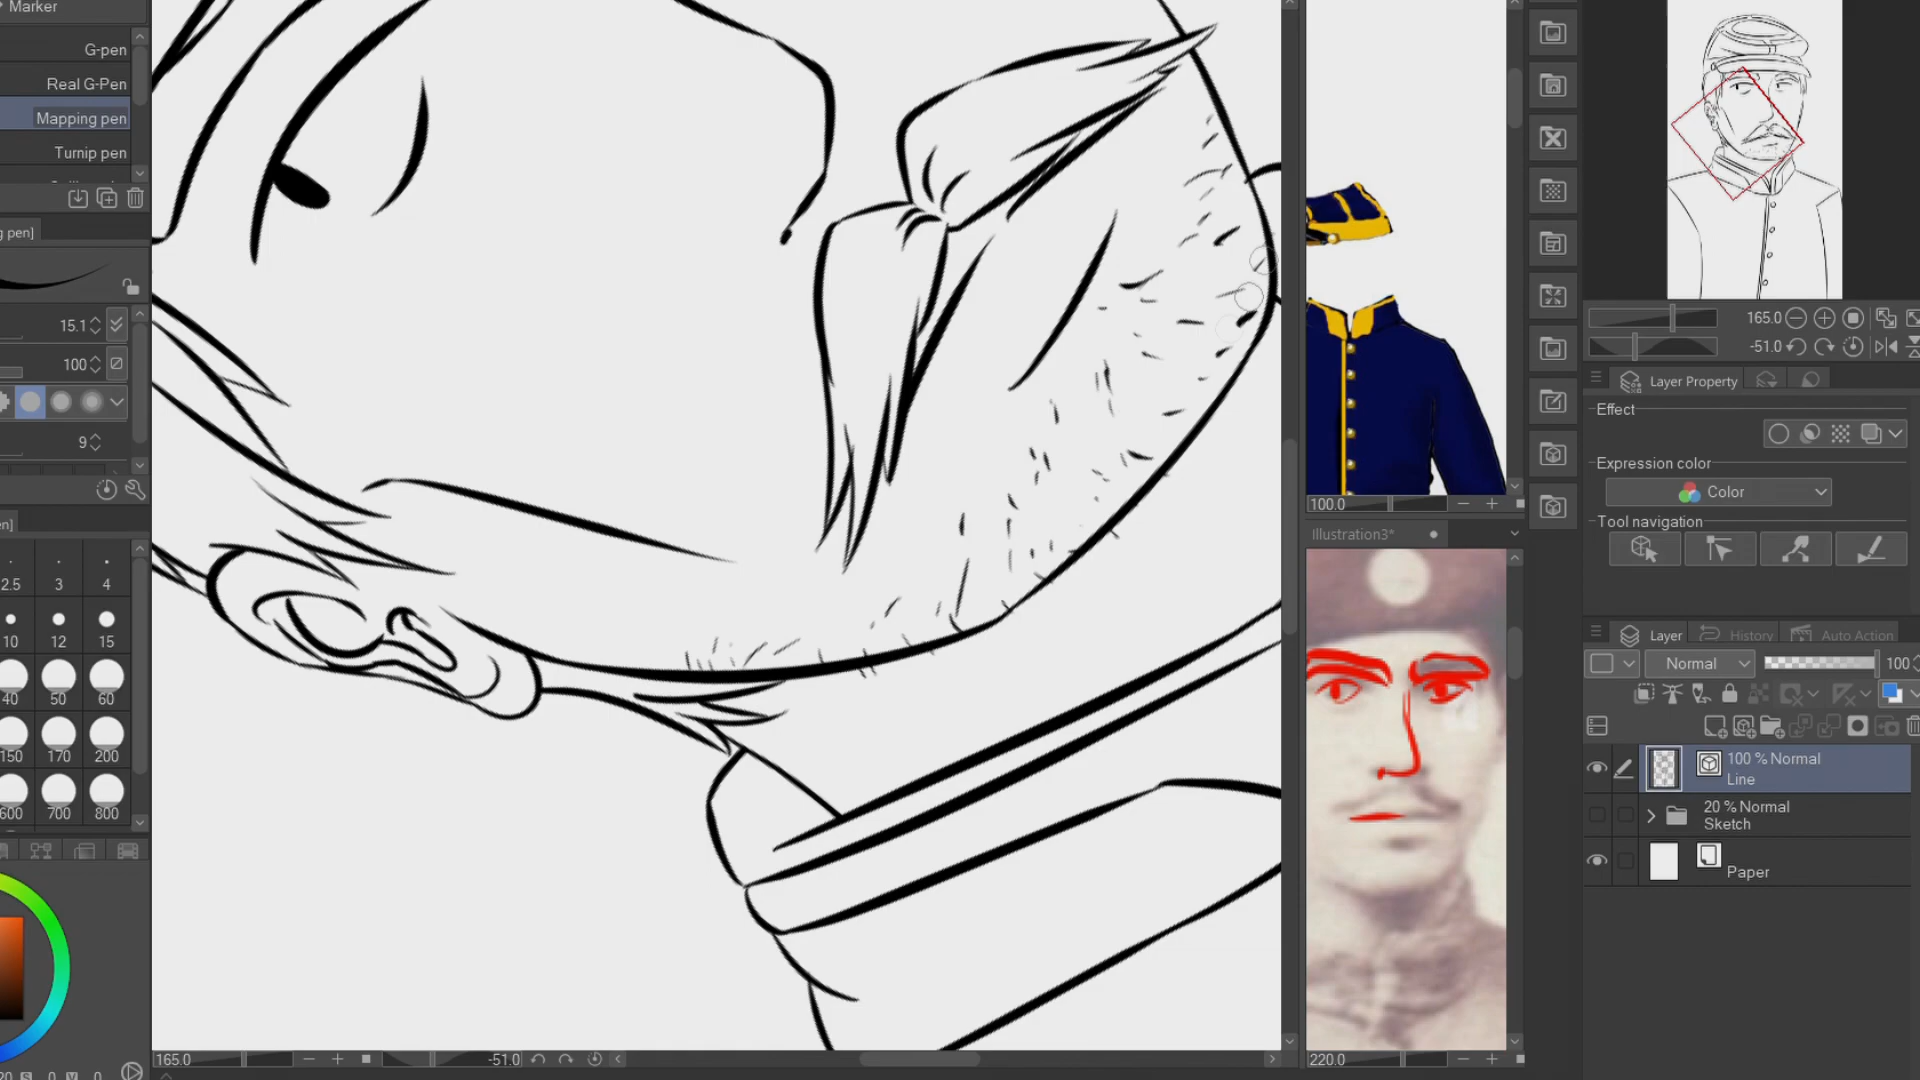 Marker
G-pen
Real G-Pen
Mapping pen
Turnip pen
g pen]
15.1
100
9
en]
2.5 3 4
10 12 15
40 50 60
150 170 200
600 700 800
165.0
-51.0
100.0
Illustration3*
220.0
165.0
-51.0
Layer Property
Effect
Expression color
Color
Tool navigation
Layer History Auto Action
Normal 100
100 % Normal
Line
20 % Normal
Sketch
Paper